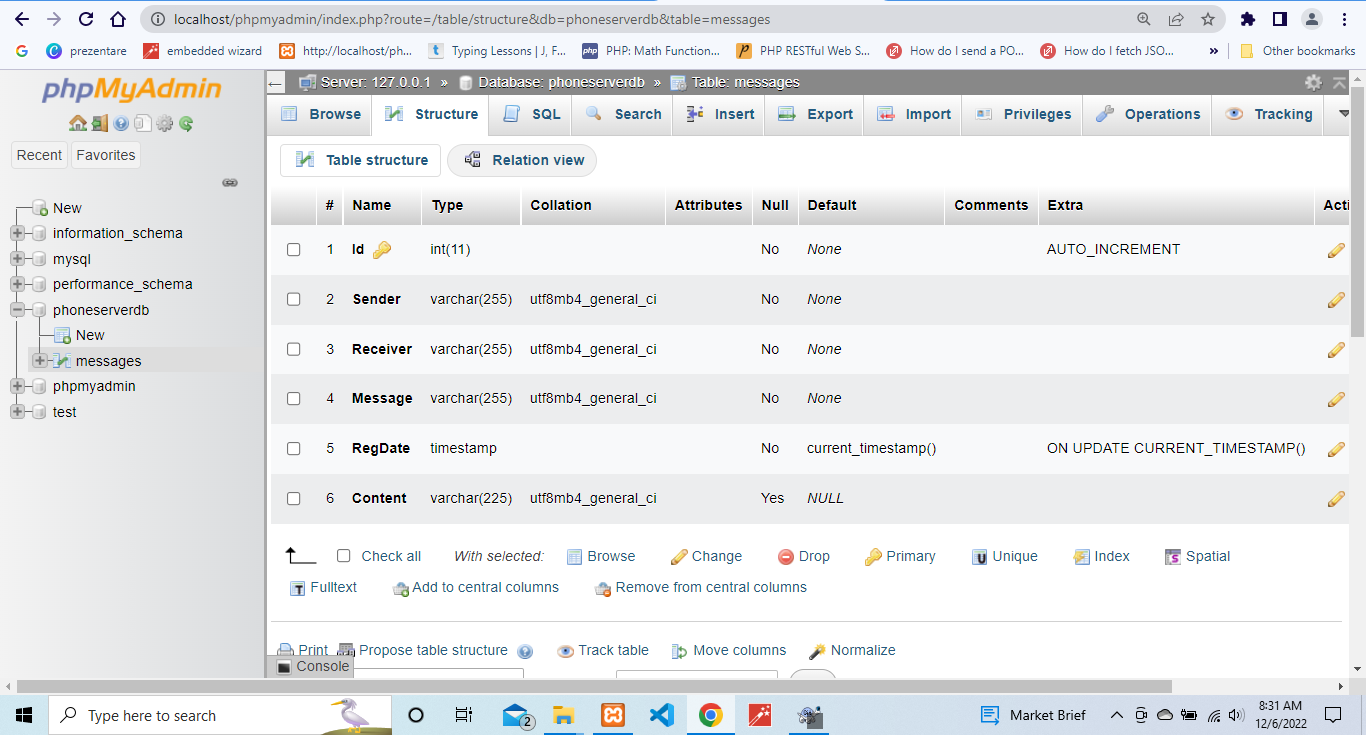 localhost/phpmyadmin/index.php?route=/table/structure&db=phoneserverdb&table=messages
prezentare embedded wizard http://localhost/ph... Typing Lessons | J, F... PHP: Math Function... PHP RESTful Web S... How do I send a PO... How do I fetch JSO... » Other bookmarks
phpMyAdmin
Recent Favorites
New
information_schema
mysql
performance_schema
phoneserverdb
New
messages
phpmyadmin
test
Server: 127.0.0.1 » Database: phoneserverdb » Table: messages
Browse Structure SQL Search Insert Export Import Privileges Operations Tracking
Table structure Relation view
# Name Type Collation Attributes Null Default Comments Extra Acti
1 Id int(11) No None AUTO_INCREMENT
2 Sender varchar(255) utf8mb4_general_ci No None
3 Receiver varchar(255) utf8mb4_general_ci No None
4 Message varchar(255) utf8mb4_general_ci No None
5 RegDate timestamp No current_timestamp() ON UPDATE CURRENT_TIMESTAMP()
6 Content varchar(225) utf8mb4_general_ci Yes NULL
Check all With selected: Browse Change Drop Primary Unique Index Spatial
Fulltext Add to central columns Remove from central columns
Print Propose table structure Track table Move columns Normalize
Console
Type here to search
2
Market Brief
8:31 AM
12/6/2022